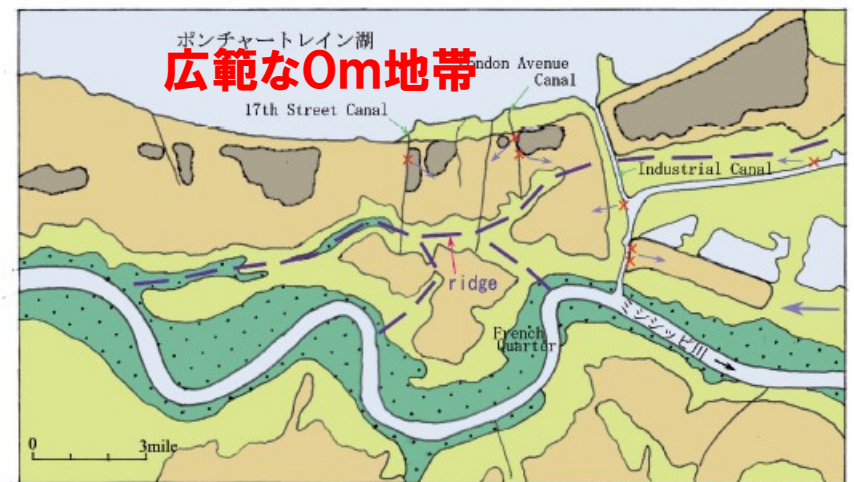 ポンチャートレイン湖
広範な0m地帯
London Avenue
Canal
17th Street Canal
Industrial Canal
ridge
French
Quarter
ミシシッピ川
0
3mile